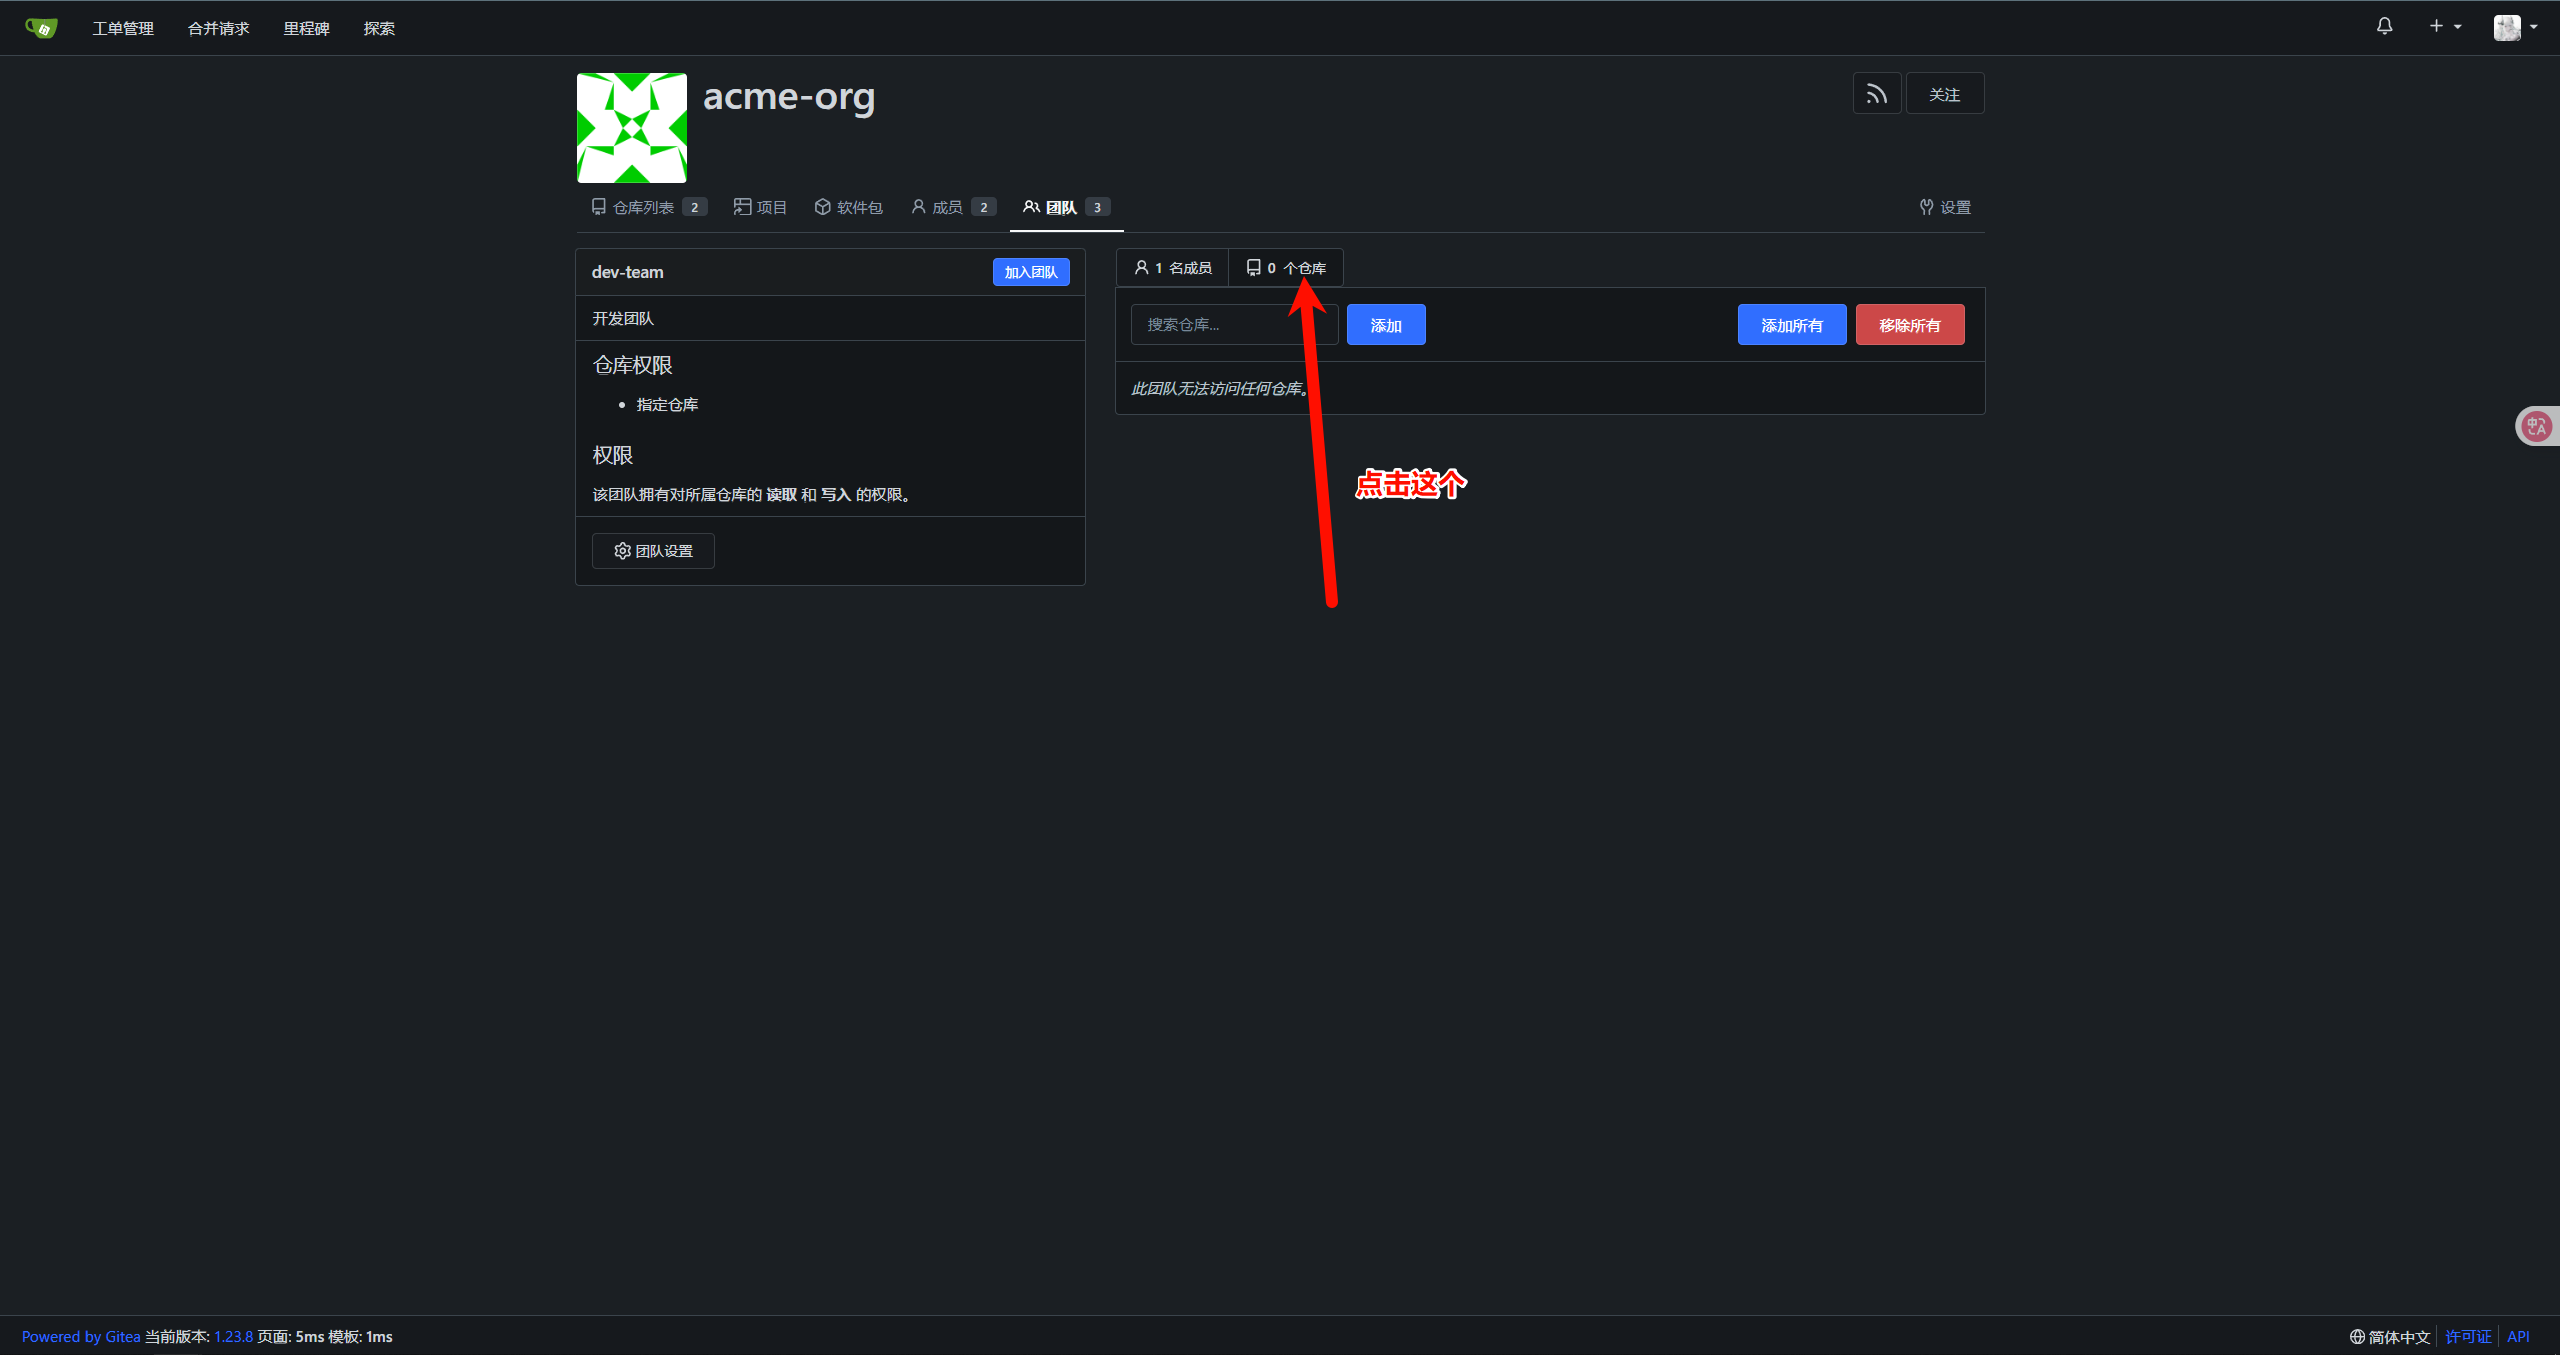 工单管理 合并请求 里程碑 探索
acme-org
关注
仓库列表 2 项目 软件包 成员 2 团队 3 设置
dev-team 加入团队
开发团队
仓库权限
指定仓库
权限
该团队拥有对所属仓库的 读取 和 写入 的权限。
团队设置
1 名成员 0 个仓库
搜索仓库... 添加 添加所有 移除所有
此团队无法访问任何仓库。
点击这个
Powered by Gitea 当前版本: 1.23.8 页面: 5ms 模板: 1ms
简体中文 许可证 API